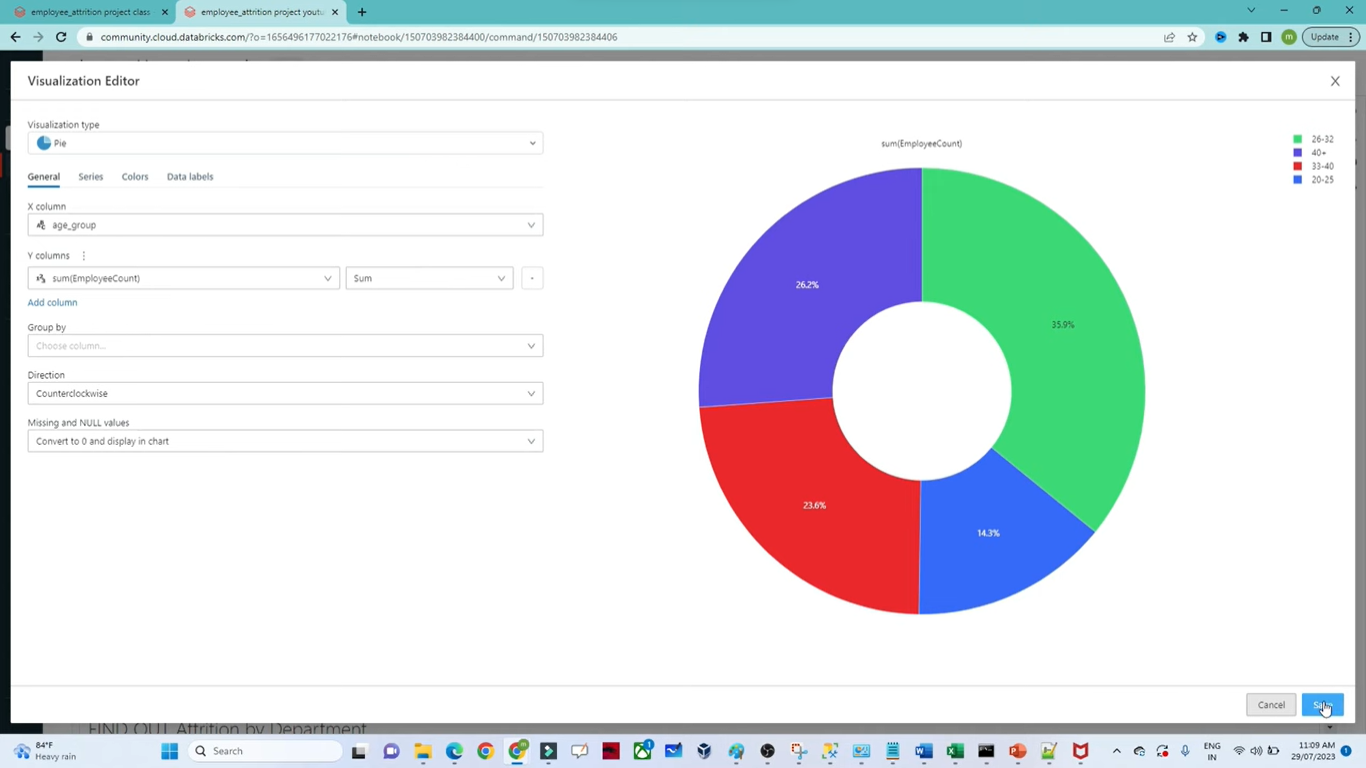 employee_attrition project class
employee_attrition project youtu
community.cloud.databricks.com/?o=1656496177022176#notebook/150703982384400/command/150703982384406
Update
Visualization Editor
Visualization type
Pie
General Series Colors Data labels
X column
age_group
Y columns
sum(EmployeeCount) Sum
Add column
Group by
Choose column...
Direction
Counterclockwise
Missing and NULL values
Convert to 0 and display in chart
sum(EmployeeCount)
26-32
40+
33-40
20-25
26.2%
35.9%
23.6%
14.3%
Cancel
FIND OUT Attrition by Department
84°F
Heavy rain
Search
ENG
IN
11:09 AM
29/07/2023